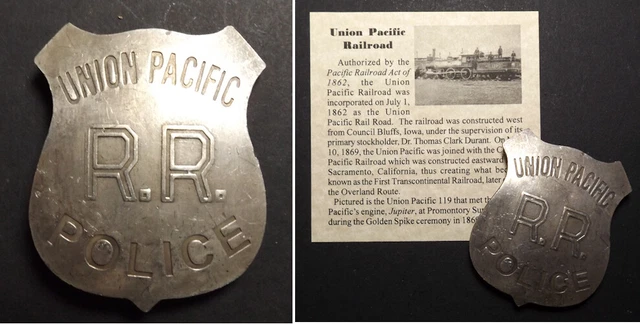 UNION PACIFIC
R.R.
POLICE
Union Pacific
Railroad
Authorized by the
Pacific Railroad Act of
1862, the Union
Pacific Railroad was
incorporated on July 1,
1862 as the Union
Pacific Rail Road. The railroad was constructed west
from Council Bluffs, Iowa, under the supervision of its
primary stockholder, Dr. Thomas Clark Durant. On
10, 1869, the Union Pacific was joined with the
Pacific Railroad which was constructed eastward
Sacramento, California, thus creating what
known as the First Transcontinental Railroad, later
the Overland Route.
Pictured is the Union Pacific 119 that met
Pacific's engine, Jupiter, at Promontory
during the Golden Spike ceremony in
UNION PACIFIC
R.R.
POLICE